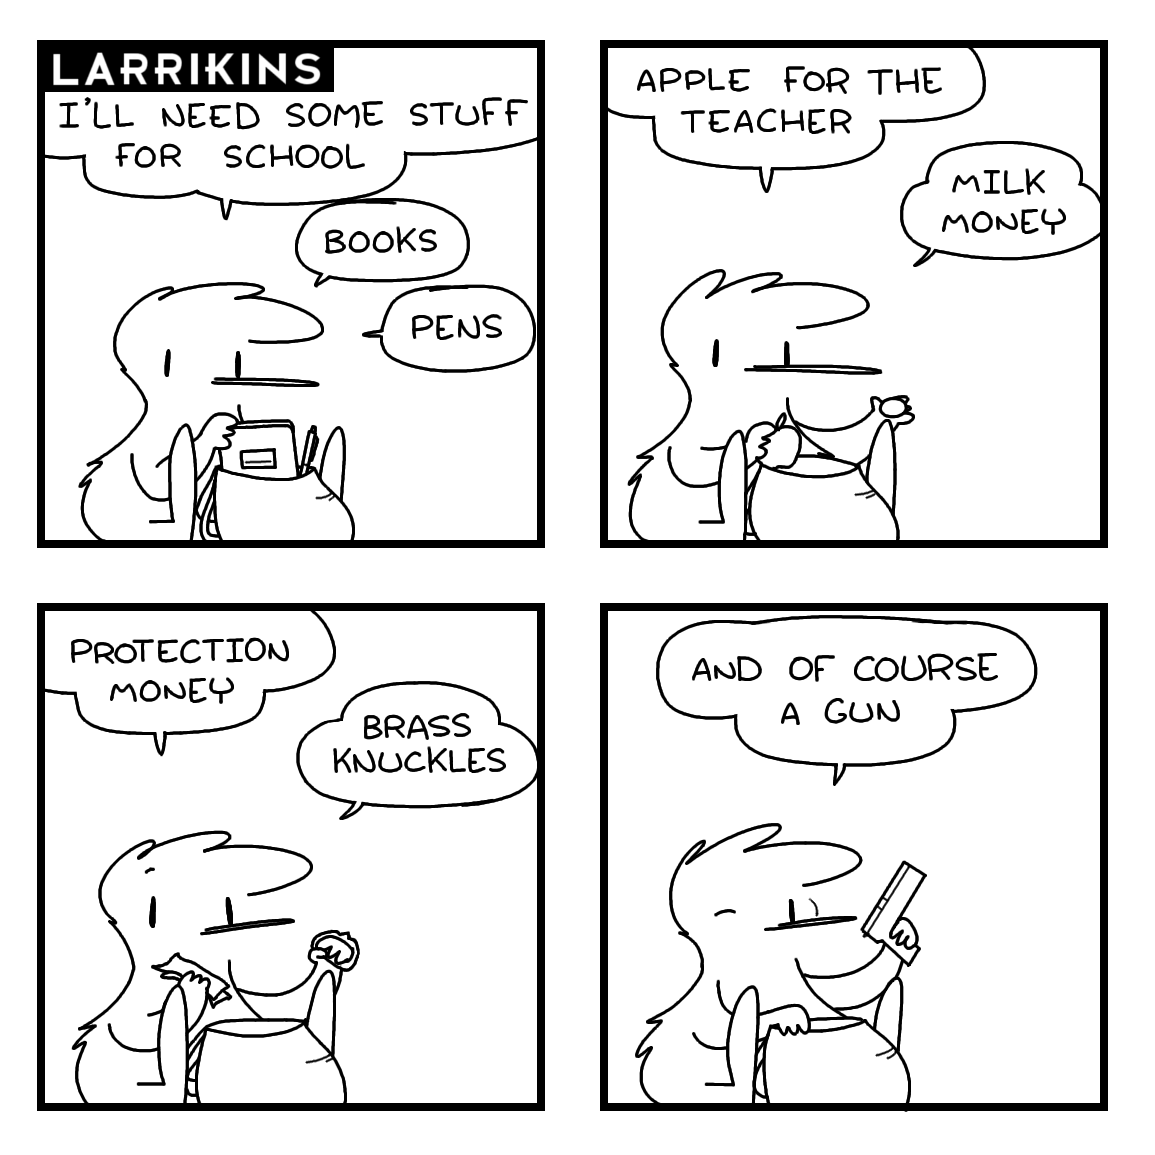 LARRIKINS
I'LL NEED SOME STUFF
FOR SCHOOL
BOOKS
PENS
APPLE FOR THE
TEACHER
MILK
MONEY
PROTECTION
MONEY
BRASS
KNUCKLES
AND OF COURSE
A GUN